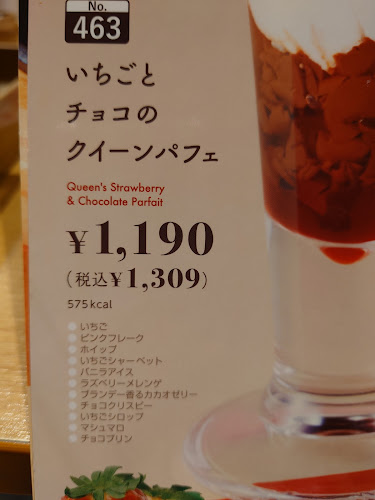 No.
463
いちごと
チョコの
クイーンパフェ
Queen's Strawberry
& Chocolate Parfait
¥1,190
(税込¥1,309)
575kcal
いちご
ピンクフレーク
ホイップ
いちごシャーベット
バニラアイス
ラズベリーメレンゲ
ブランデー香るカカオゼリー
チョコクリスピー
いちごシロップ
マシュマロ
チョコプリン